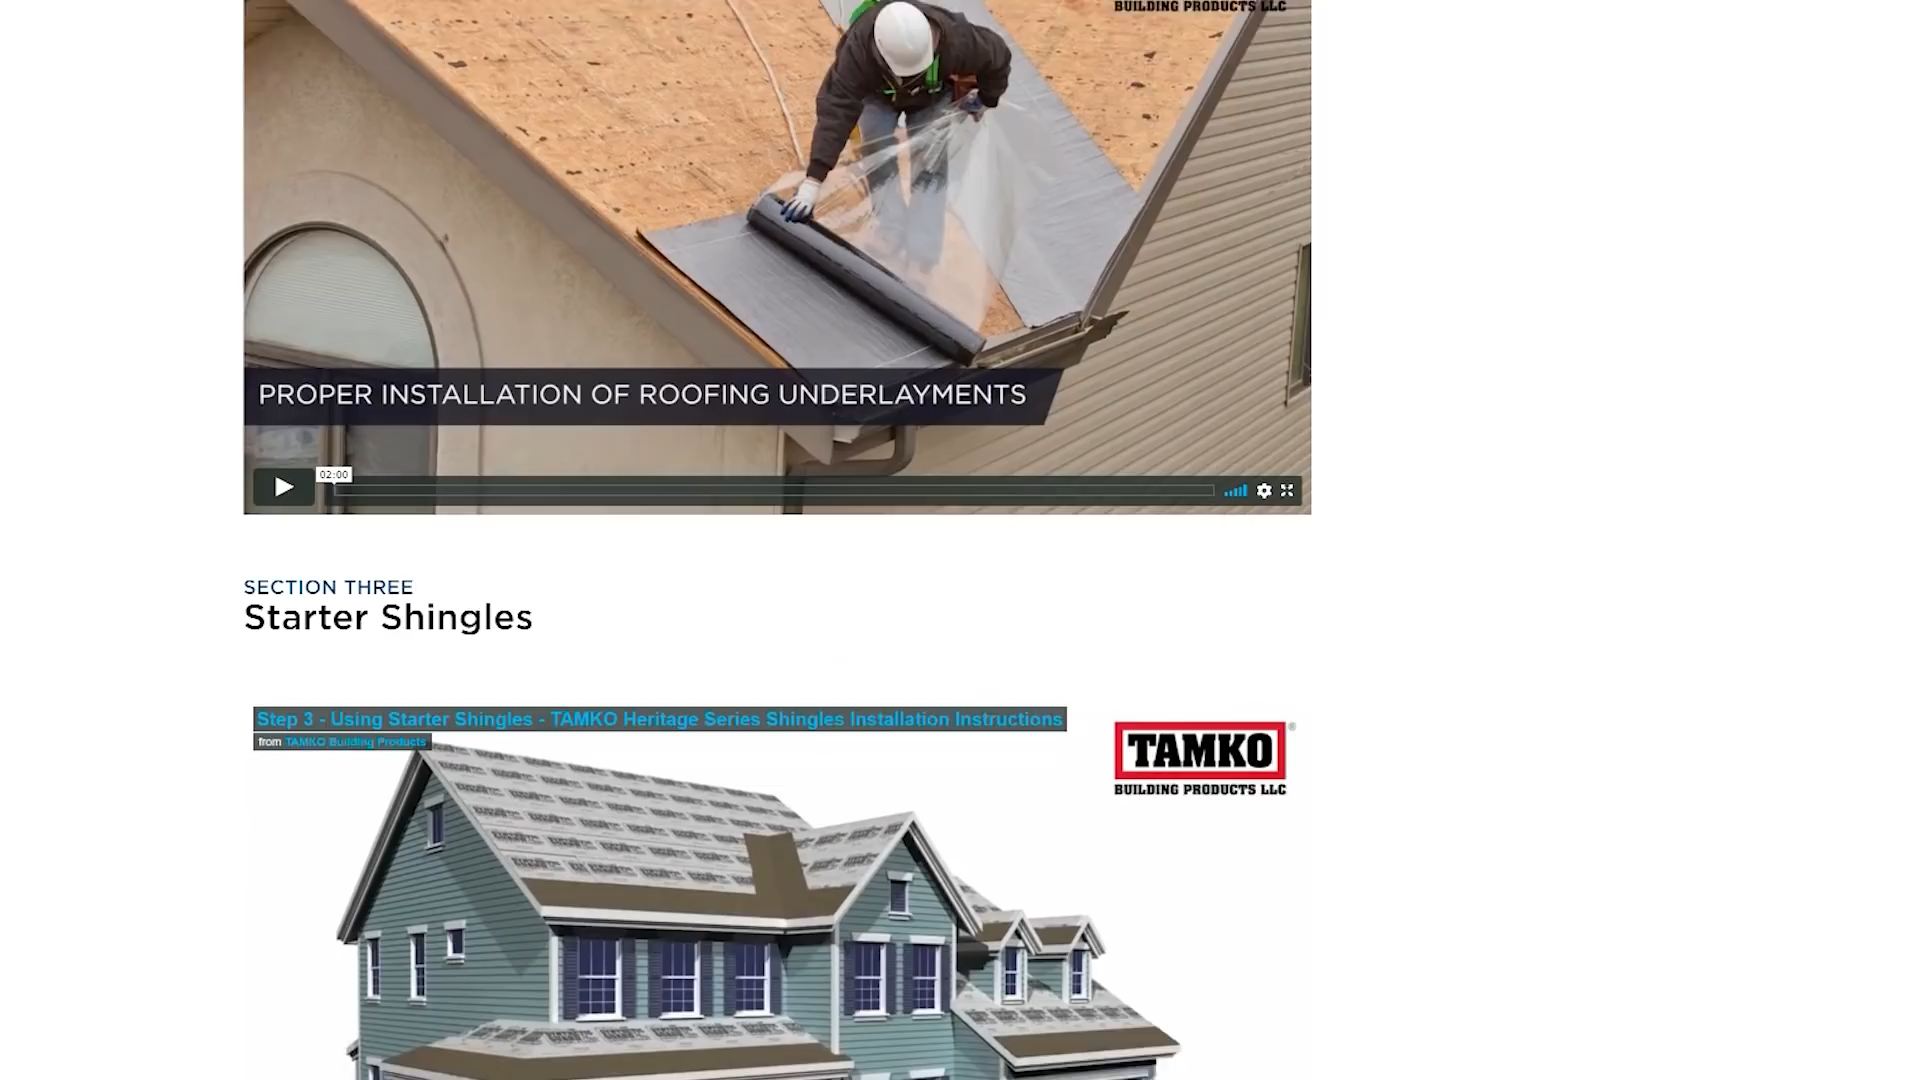 BUILDING PRODUCTS LLC
PROPER INSTALLATION OF ROOFING UNDERLAYMENTS
02:00
SECTION THREE
Starter Shingles
Step 3 - Using Starter Shingles - TAMKO Heritage Series Shingles Installation Instructions
from TAMKO Building Products
TAMKO®
BUILDING PRODUCTS LLC